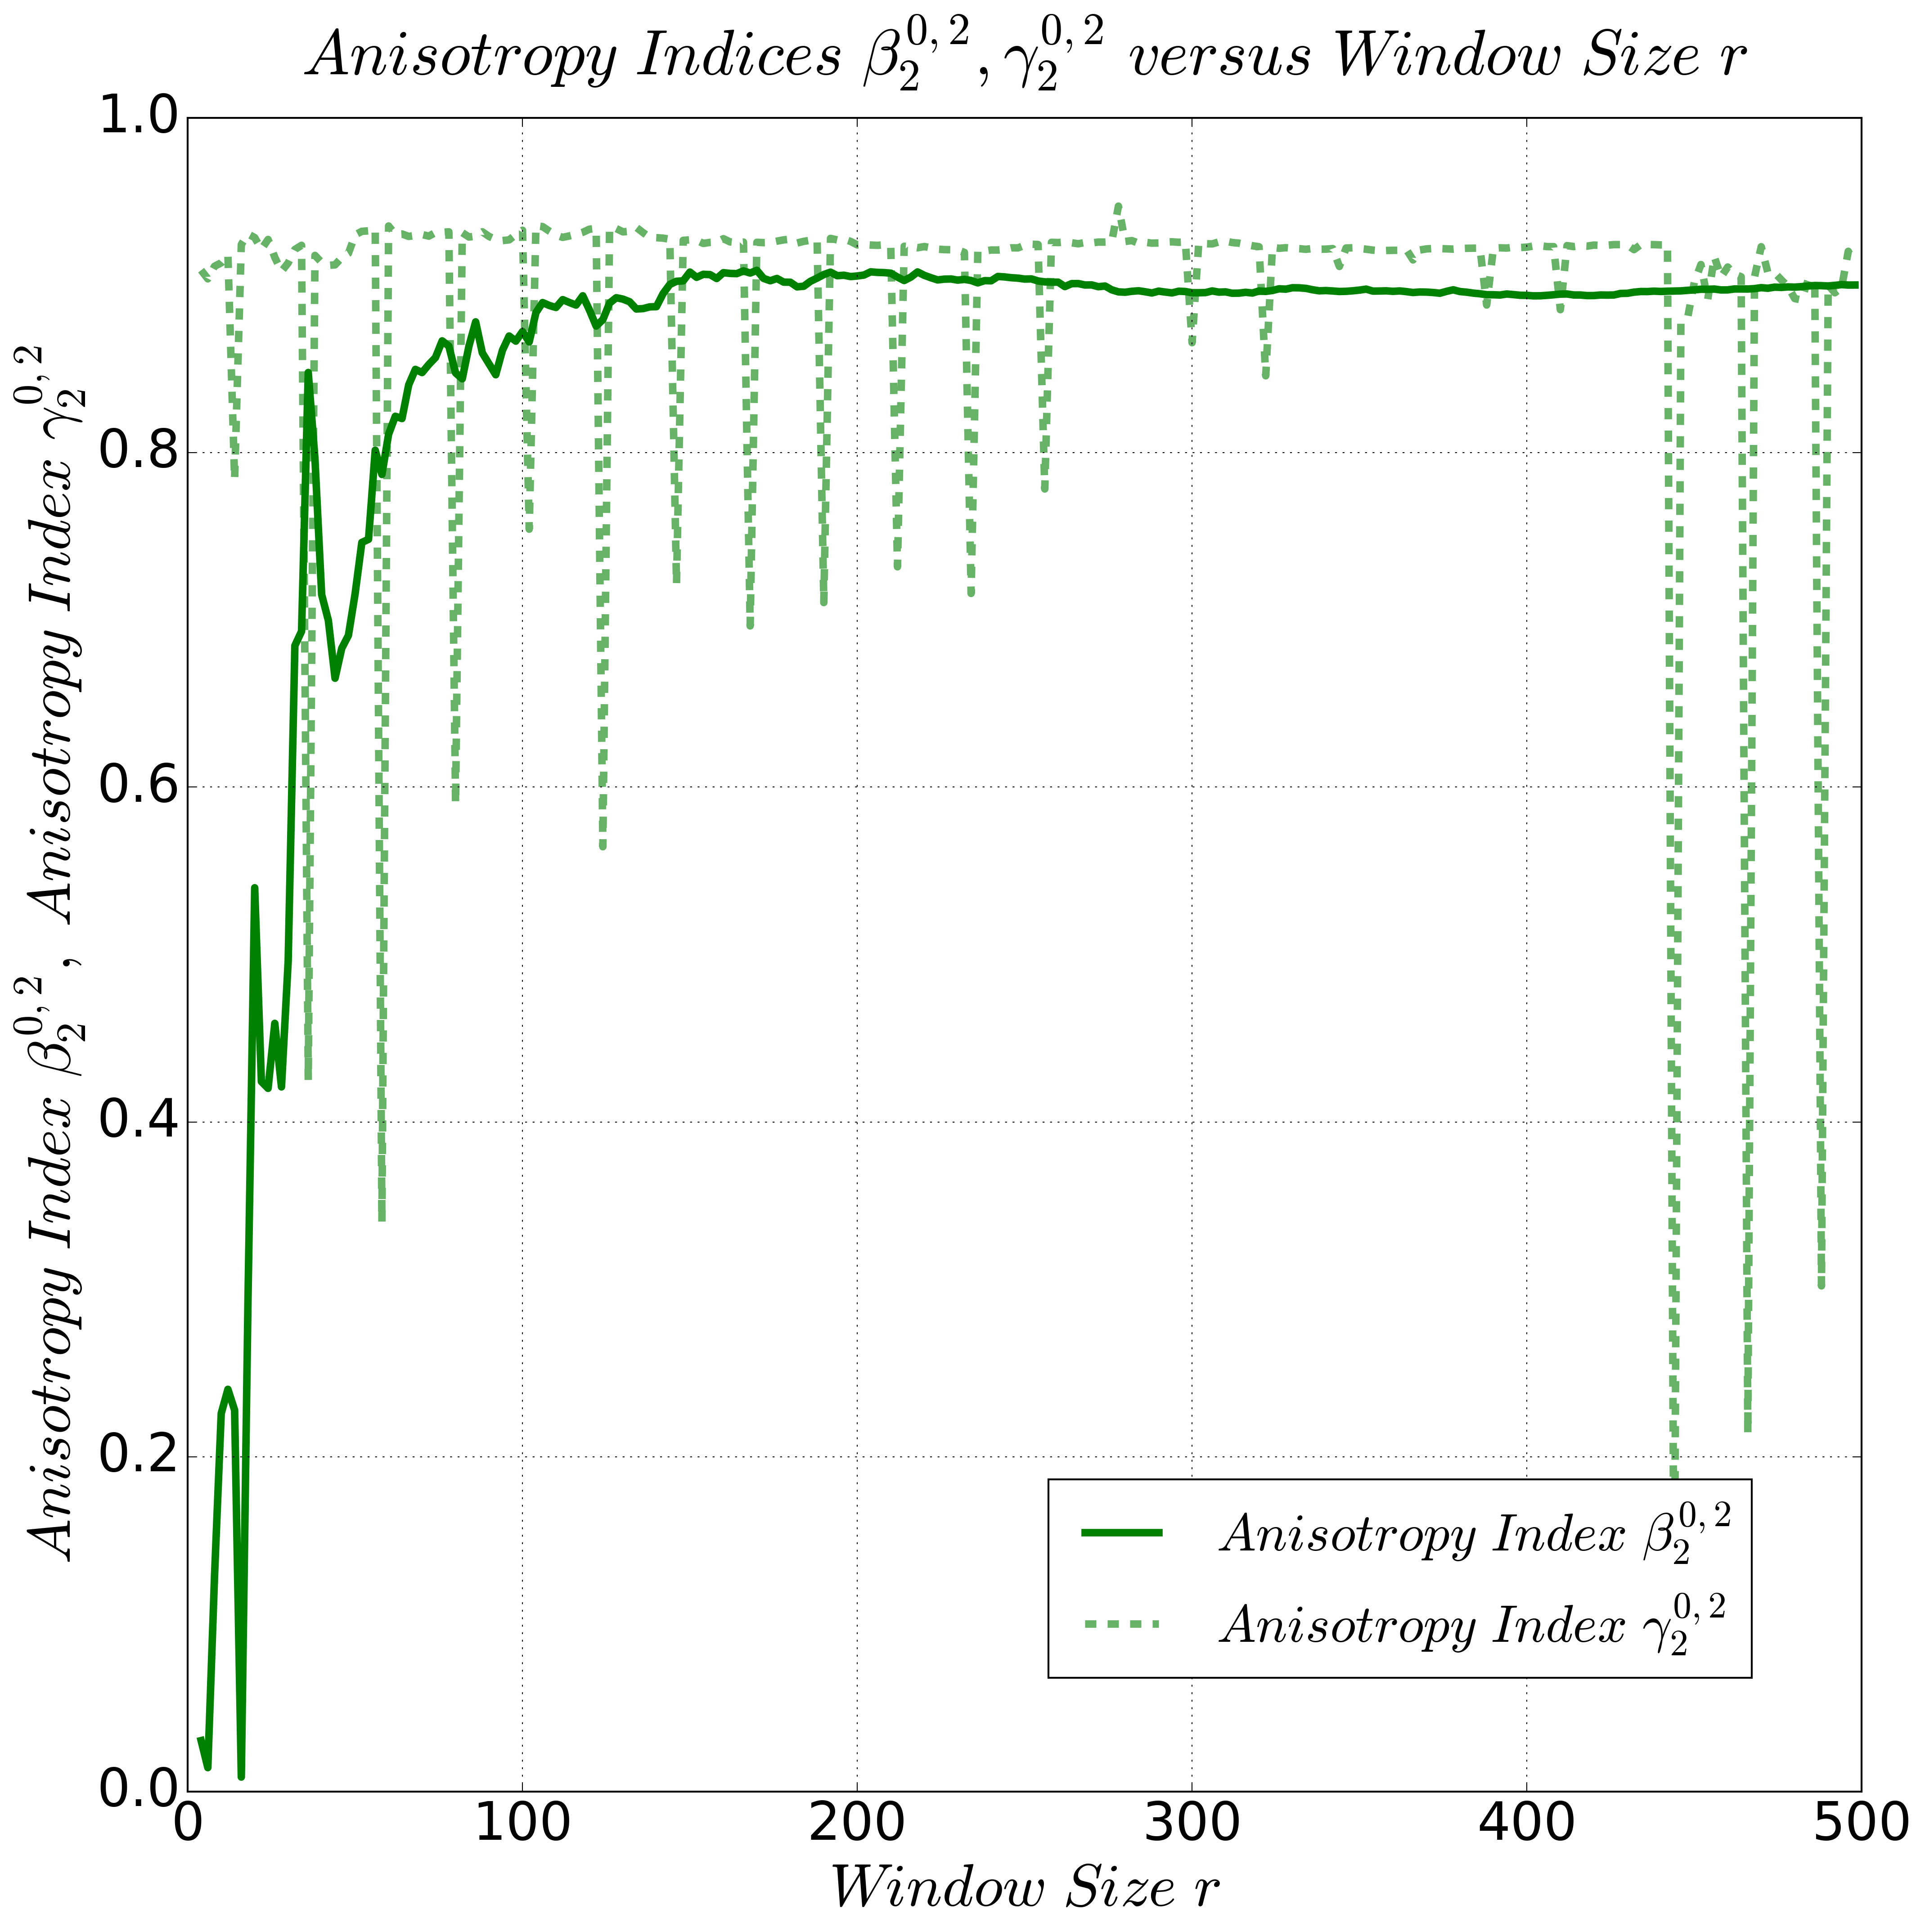 Anisotropy Indices β₂^{0,2}, γ₂^{0,2} versus Window Size r
Anisotropy Index β₂^{0,2}, Anisotropy Index γ₂^{0,2}
1.0
0.8
0.6
0.4
0.2
0.0
0 100 200 300 400 500
Window Size r
Anisotropy Index β₂^{0,2}
Anisotropy Index γ₂^{0,2}